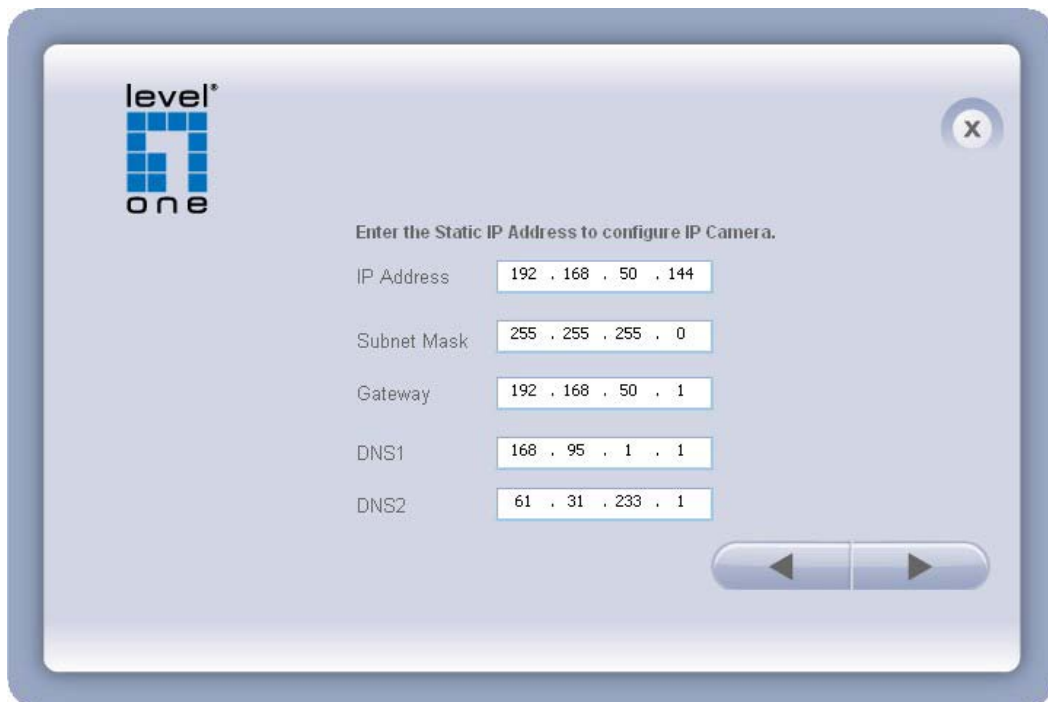 level®
one
X
Enter the Static IP Address to configure IP Camera.
IP Address 192 . 168 . 50 . 144
Subnet Mask 255 . 255 . 255 . 0
Gateway 192 . 168 . 50 . 1
DNS1 168 . 95 . 1 . 1
DNS2 61 . 31 . 233 . 1